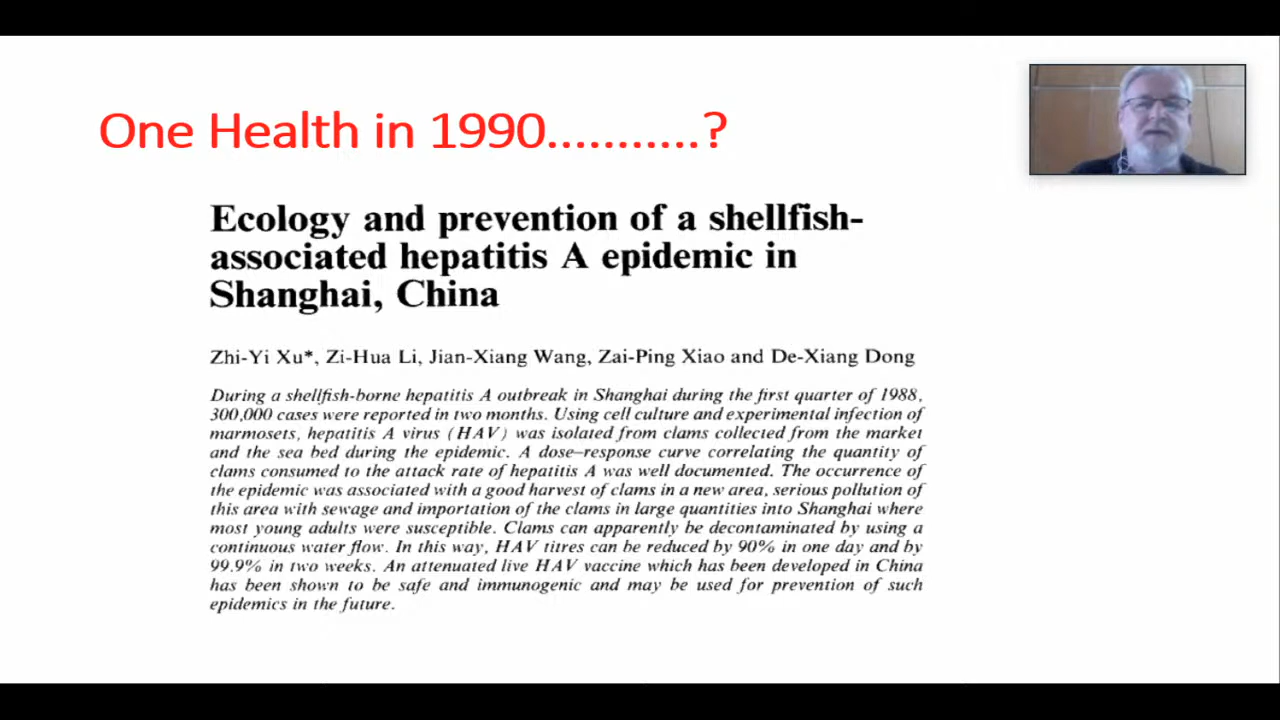 One Health in 1990...........?
Ecology and prevention of a shellfish-
associated hepatitis A epidemic in
Shanghai, China
Zhi-Yi Xu*, Zi-Hua Li, Jian-Xiang Wang, Zai-Ping Xiao and De-Xiang Dong
During a shellfish-borne hepatitis A outbreak in Shanghai during the first quarter of 1988,
300,000 cases were reported in two months. Using cell culture and experimental infection of
marmosets, hepatitis A virus (HAV) was isolated from clams collected from the market
and the sea bed during the epidemic. A dose–response curve correlating the quantity of
clams consumed to the attack rate of hepatitis A was well documented. The occurrence of
the epidemic was associated with a good harvest of clams in a new area, serious pollution of
this area with sewage and importation of the clams in large quantities into Shanghai where
most young adults were susceptible. Clams can apparently be decontaminated by using a
continuous water flow. In this way, HAV titres can be reduced by 90% in one day and by
99.9% in two weeks. An attenuated live HAV vaccine which has been developed in China
has been shown to be safe and immunogenic and may be used for prevention of such
epidemics in the future.